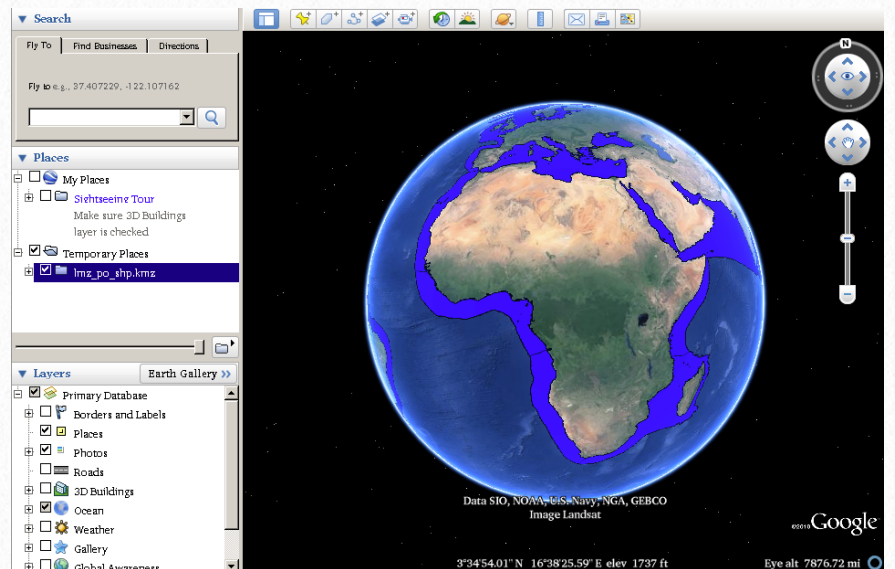 Search
Fly To
Find Businesses
Directions
Fly to e.g., 37.407229, -122.107162
Places
My Places
Sightseeing Tour
Make sure 3D Buildings
layer is checked
Temporary Places
lmz_po_shp.kmz
Layers
Earth Gallery >>
Primary Database
Borders and Labels
Places
Photos
Roads
3D Buildings
Ocean
Weather
Gallery
Global Awareness
N
Data SIO, NOAA, U.S. Navy, NGA, GEBCO
Image Landsat
©2010 Google
3°34'54.01" N 16°38'25.59" E elev 1737 ft
Eye alt 7876.72 mi